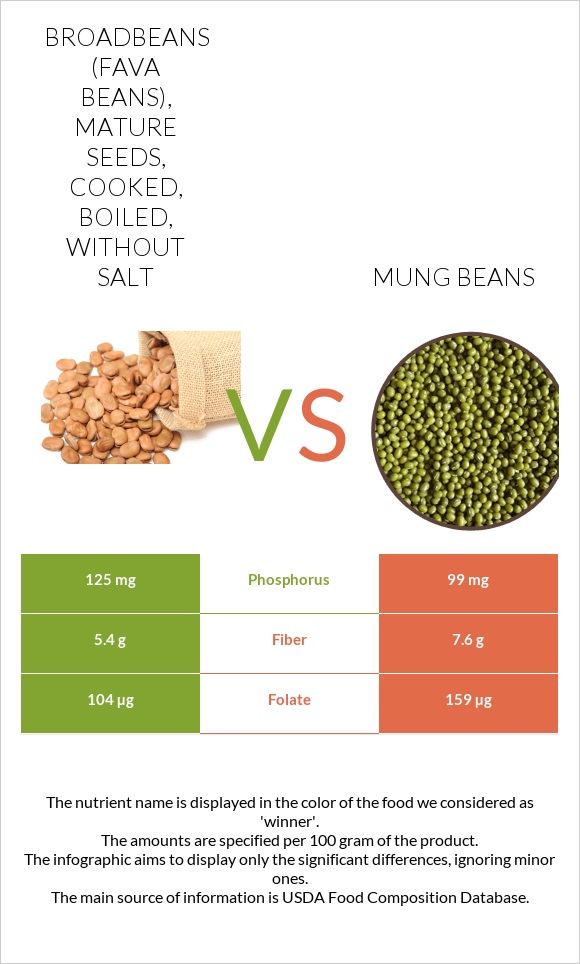 BROADBEANS
(FAVA
BEANS),
MATURE
SEEDS,
COOKED,
BOILED,
WITHOUT
SALT
MUNG BEANS
VS
125 mg Phosphorus 99 mg
5.4 g Fiber 7.6 g
104 µg Folate 159 µg
The nutrient name is displayed in the color of the food we considered as
'winner'.
The amounts are specified per 100 gram of the product.
The infographic aims to display only the significant differences, ignoring minor
ones.
The main source of information is USDA Food Composition Database.